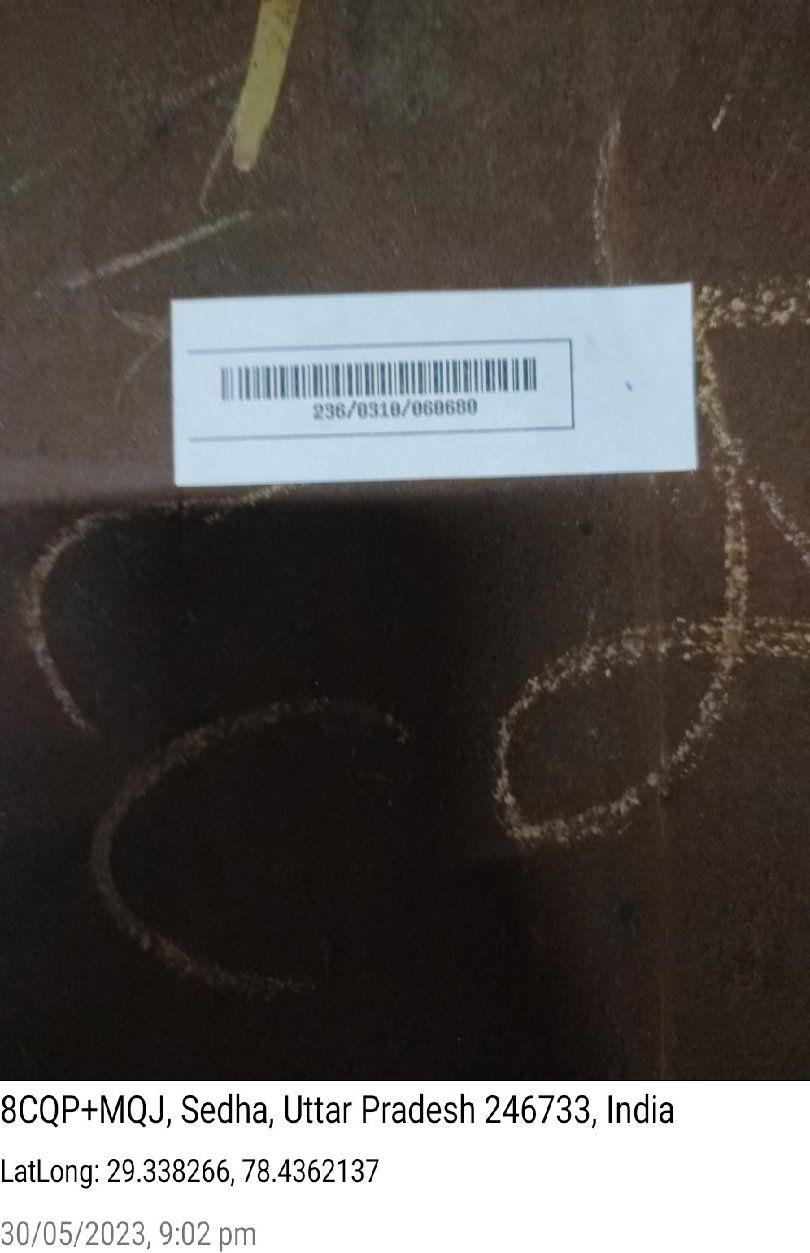 236/0310/060680
8CQP+MQJ, Sedha, Uttar Pradesh 246733, India
LatLong: 29.338266, 78.4362137
30/05/2023, 9:02 pm